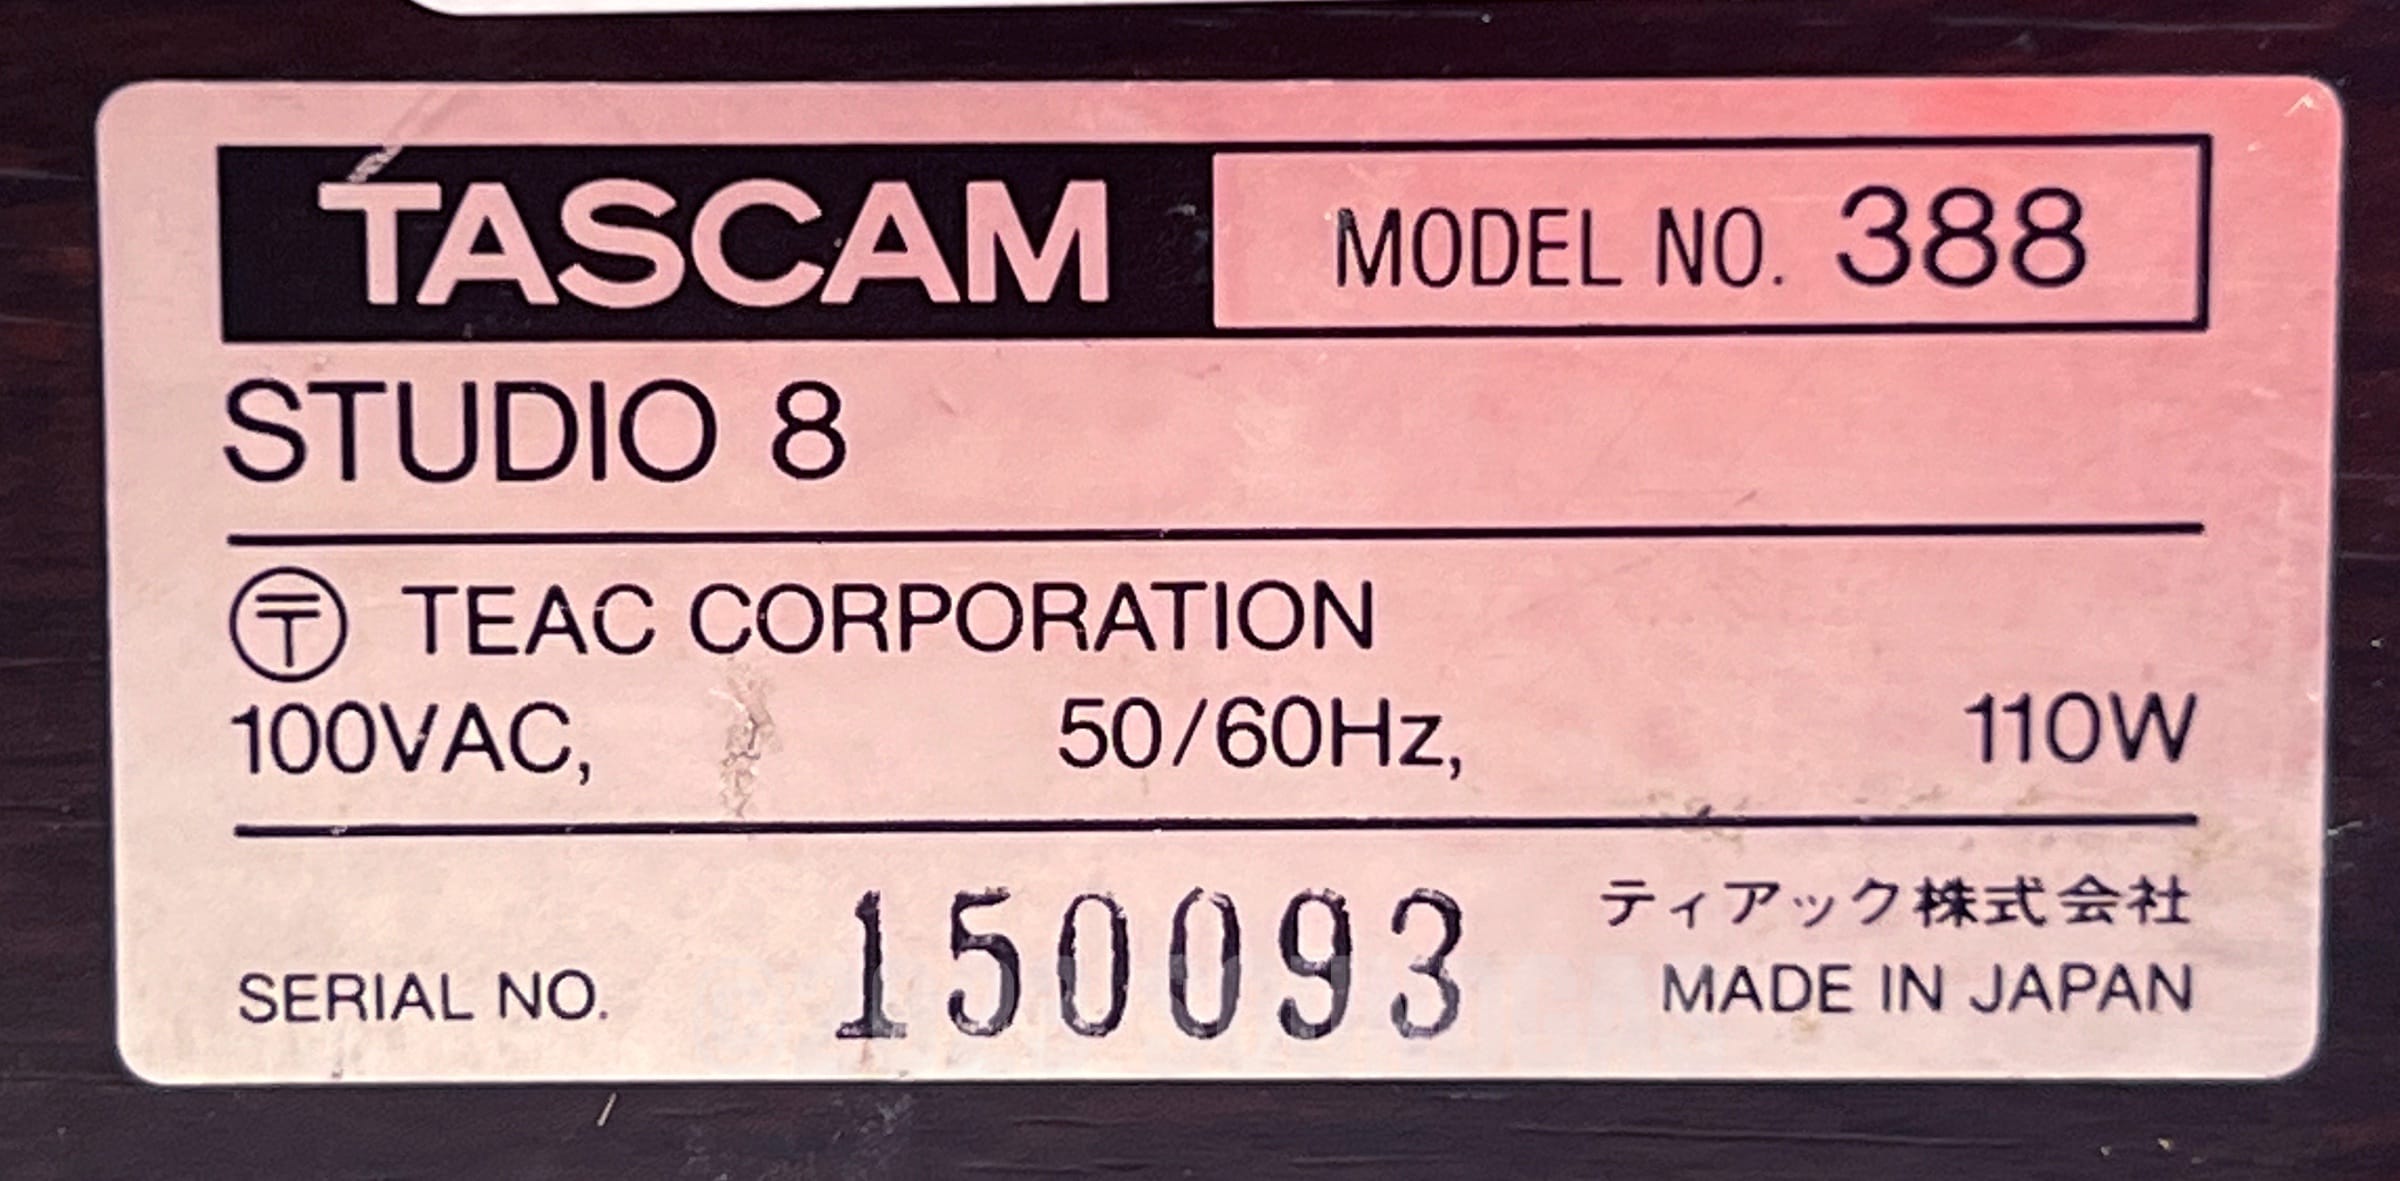 TASCAM MODEL NO. 388
STUDIO 8
〶 TEAC CORPORATION
100VAC, 50/60Hz, 110W
ティアック株式会社
SERIAL NO. 150093 MADE IN JAPAN